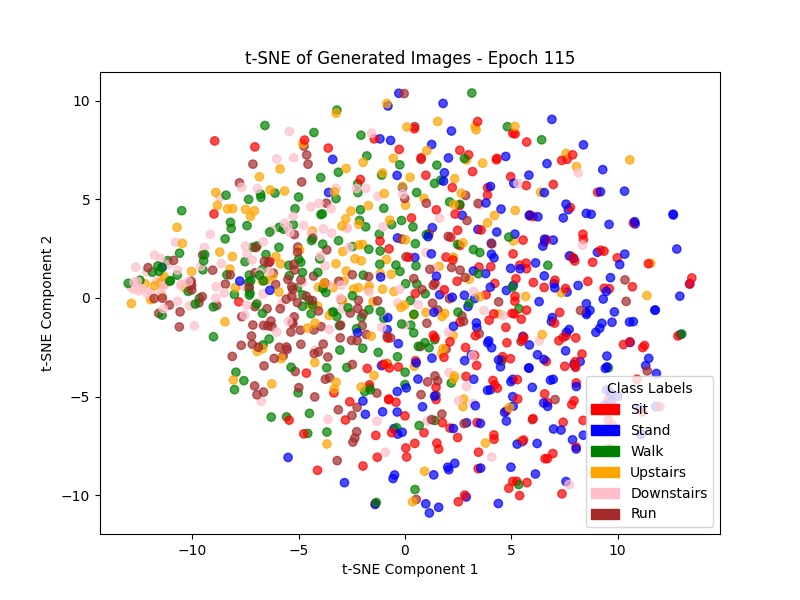 t-SNE of Generated Images - Epoch 115
t-SNE Component 2
10
5
0
−5
−10
−10
−5
0
5
10
t-SNE Component 1
Class Labels
Sit
Stand
Walk
Upstairs
Downstairs
Run